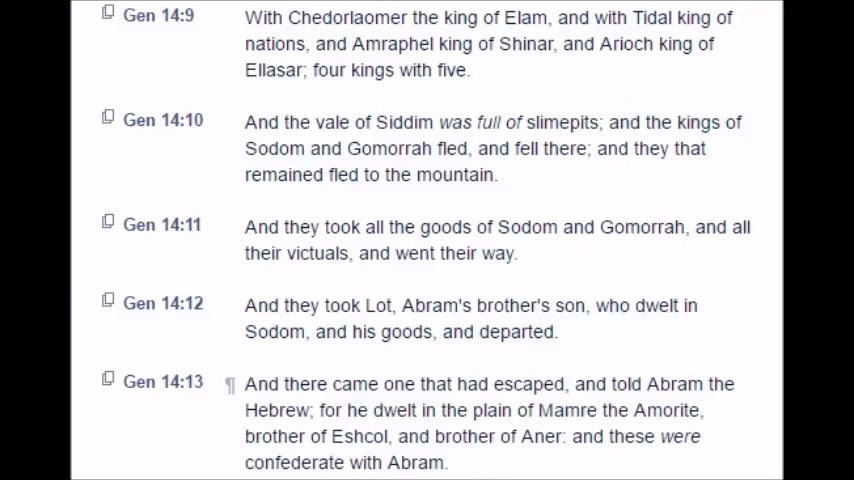 Gen 14:9 With Chedorlaomer the king of Elam, and with Tidal king of
nations, and Amraphel king of Shinar, and Arioch king of
Ellasar; four kings with five.
Gen 14:10 And the vale of Siddim was full of slimepits; and the kings of
Sodom and Gomorrah fled, and fell there; and they that
remained fled to the mountain.
Gen 14:11 And they took all the goods of Sodom and Gomorrah, and all
their victuals, and went their way.
Gen 14:12 And they took Lot, Abram's brother's son, who dwelt in
Sodom, and his goods, and departed.
Gen 14:13 ¶ And there came one that had escaped, and told Abram the
Hebrew; for he dwelt in the plain of Mamre the Amorite,
brother of Eshcol, and brother of Aner: and these were
confederate with Abram.